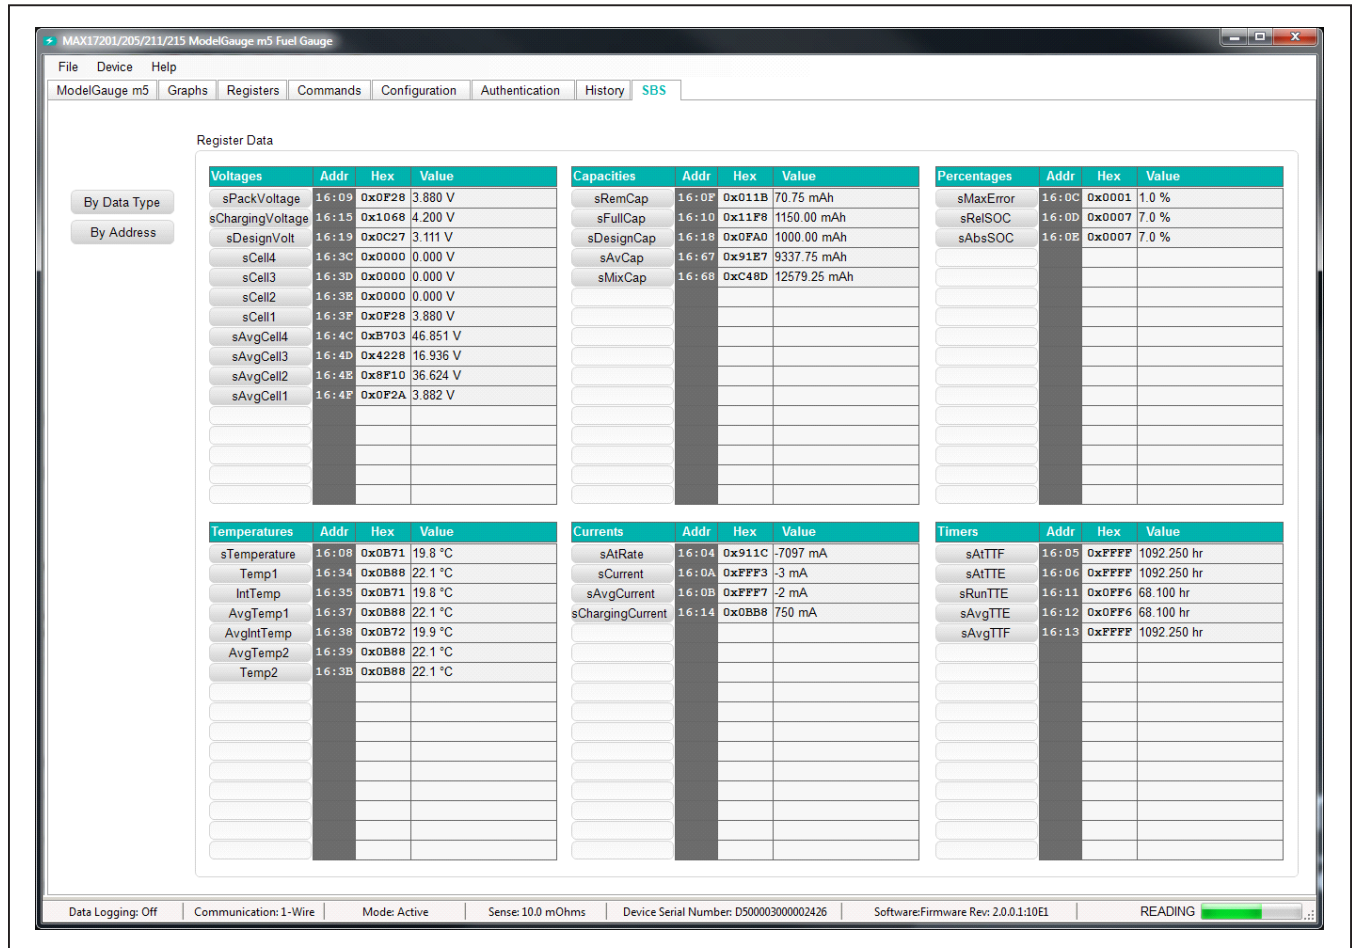 MAX17201/205/211/215 ModelGauge m5 Fuel Gauge
File Device Help
ModelGauge m5 Graphs Registers Commands Configuration Authentication History SBS
Register Data
By Data Type
By Address
Voltages Addr Hex Value
sPackVoltage 16:09 0x0F28 3.880 V
sChargingVoltage 16:15 0x1068 4.200 V
sDesignVolt 16:19 0x0C27 3.111 V
sCell4 16:3C 0x0000 0.000 V
sCell3 16:3D 0x0000 0.000 V
sCell2 16:3E 0x0000 0.000 V
sCell1 16:3F 0x0F28 3.880 V
sAvgCell4 16:4C 0xB703 46.851 V
sAvgCell3 16:4D 0x4228 16.936 V
sAvgCell2 16:4E 0x8F10 36.624 V
sAvgCell1 16:4F 0x0F2A 3.882 V
Capacities Addr Hex Value
sRemCap 16:0F 0x011B 70.75 mAh
sFullCap 16:10 0x11F8 1150.00 mAh
sDesignCap 16:18 0x0FA0 1000.00 mAh
sAvCap 16:67 0x91E7 9337.75 mAh
sMixCap 16:68 0xC48D 12579.25 mAh
Percentages Addr Hex Value
sMaxError 16:0C 0x0001 1.0 %
sRelSOC 16:0D 0x0007 7.0 %
sAbsSOC 16:0E 0x0007 7.0 %
Temperatures Addr Hex Value
sTemperature 16:08 0x0B71 19.8 °C
Temp1 16:34 0x0B88 22.1 °C
IntTemp 16:35 0x0B71 19.8 °C
AvgTemp1 16:37 0x0B88 22.1 °C
AvgIntTemp 16:38 0x0B72 19.9 °C
AvgTemp2 16:39 0x0B88 22.1 °C
Temp2 16:3B 0x0B88 22.1 °C
Currents Addr Hex Value
sAtRate 16:04 0x911C -7097 mA
sCurrent 16:0A 0xFFF3 -3 mA
sAvgCurrent 16:0B 0xFFF7 -2 mA
sChargingCurrent 16:14 0x0BB8 750 mA
Timers Addr Hex Value
sAtTTF 16:05 0xFFFF 1092.250 hr
sAtTTE 16:06 0xFFFF 1092.250 hr
sRunTTE 16:11 0x0FF6 68.100 hr
sAvgTTE 16:12 0x0FF6 68.100 hr
sAvgTTF 16:13 0xFFFF 1092.250 hr
Data Logging: Off Communication: 1-Wire Mode: Active Sense: 10.0 mOhms Device Serial Number: D500003000002426 Software:Firmware Rev: 2.0.0.1:10E1 READING